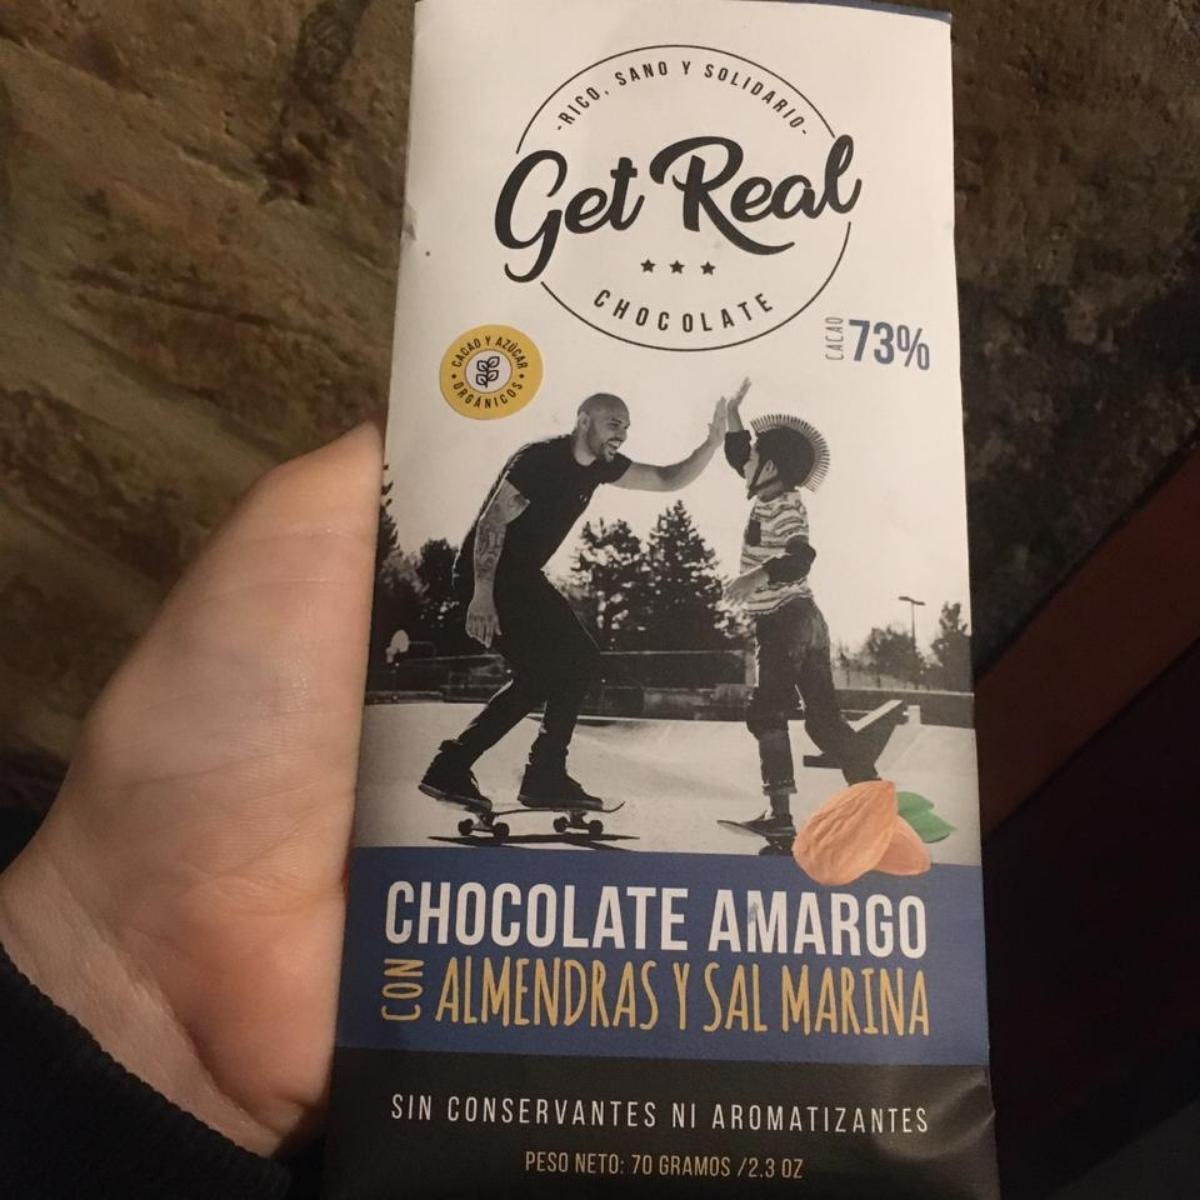 -RICO, SANO Y SOLIDARIO-
Get Real
CHOCOLATE
CACAO 73%
CACAO Y AZÚCAR
ORGÁNICOS
CHOCOLATE AMARGO
CON ALMENDRAS Y SAL MARINA
SIN CONSERVANTES NI AROMATIZANTES
PESO NETO: 70 GRAMOS /2.3 OZ